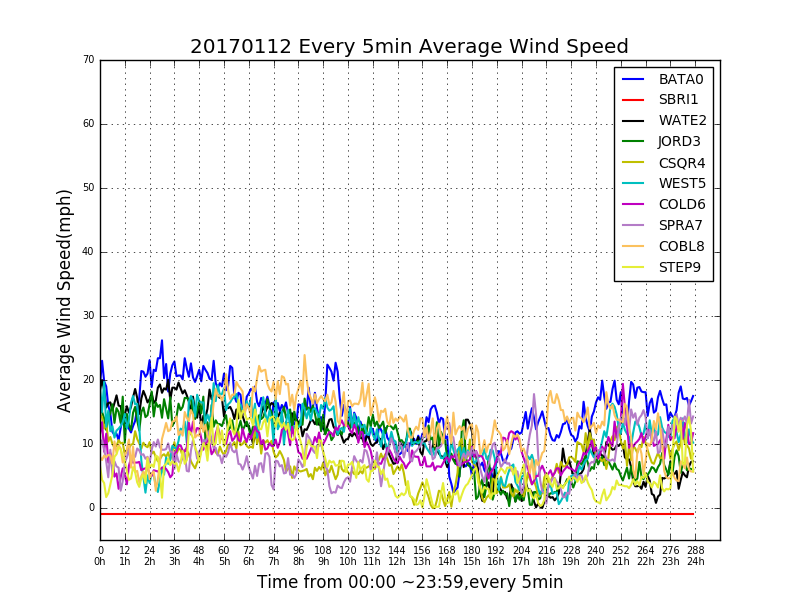 20170112 Every 5min Average Wind Speed
70
60
50
40
30
20
10
0
Average Wind Speed(mph)
BATA0
SBRI1
WATE2
JORD3
CSQR4
WEST5
COLD6
SPRA7
COBL8
STEP9
0 12 24 36 48 60 72 84 96 108 120 132 144 156 168 180 192 204 216 228 240 252 264 276 288
0h 1h 2h 3h 4h 5h 6h 7h 8h 9h 10h 11h 12h 13h 14h 15h 16h 17h 18h 19h 20h 21h 22h 23h 24h
Time from 00:00 ~23:59,every 5min